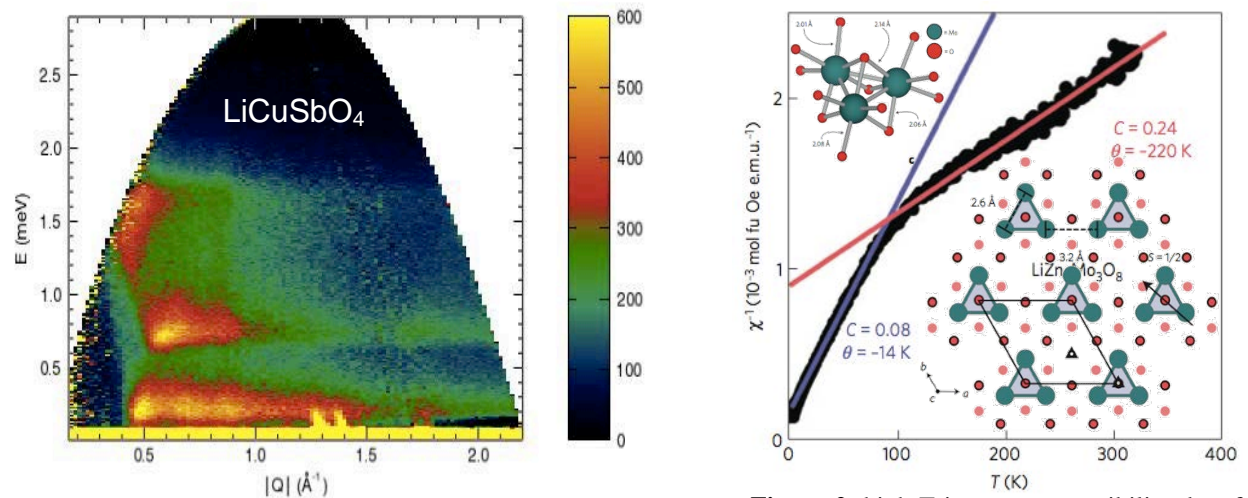 LiCuSbO₄
E (meV)
2.5
2.0
1.5
1.0
0.5
0.5
1.0
1.5
2.0
|Q| (Å⁻¹)
600
500
400
300
200
100
0
χ⁻¹ (10⁻³ mol fu Oe e.m.u.⁻¹)
2
1
0
0
100
200
300
400
T (K)
2.01 Å
2.14 Å
= Mo
= O
2.06 Å
2.08 Å
C = 0.24
θ = −220 K
C = 0.08
θ = −14 K
2.6 Å
3.2 Å
S = 1/2
b
c
a